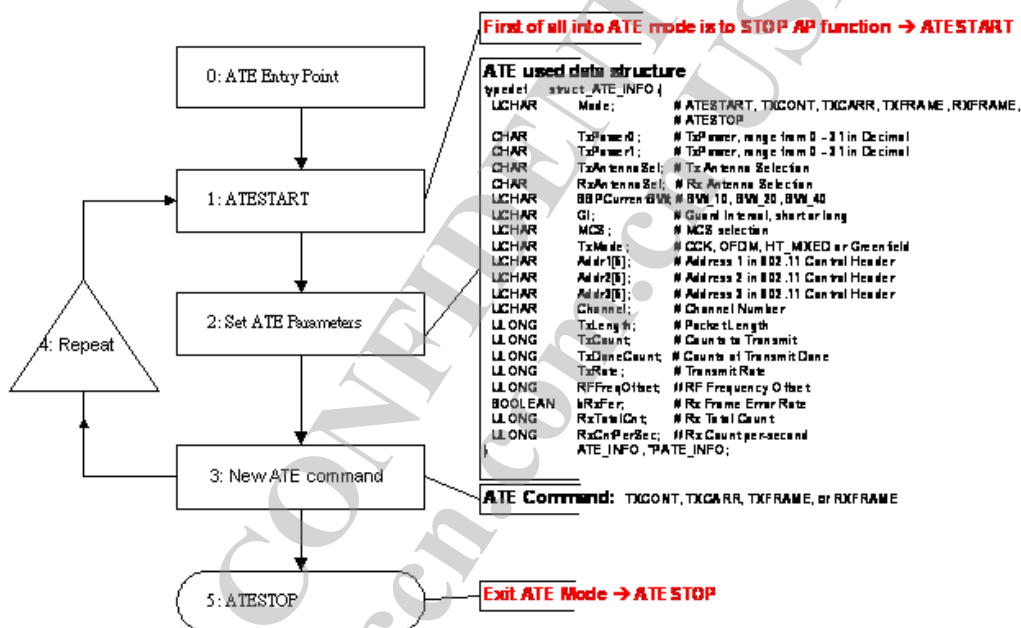 First of all into ATE mode is to STOP AP function → ATESTART
0: ATE Entry Point
1: ATESTART
2: Set ATE Parameters
4: Repeat
3: New ATE command
5: ATESTOP
ATE used data structure
typedef struct _ATE_INFO {
UCHAR Mode; # ATESTART, TXCONT, TXCARR, TXFRAME, RXFRAME,
# ATESTOP
CHAR TxPower0; # TxPower, range from 0 – 31 in Decimal
CHAR TxPower1; # TxPower, range from 0 – 31 in Decimal
CHAR TxAntennaSel; # Tx Antenna Selection
CHAR RxAntennaSel; # Rx Antenna Selection
UCHAR BBPCurrentBW; # BW_10, BW_20, BW_40
UCHAR GI; # Guard Interval, short or long
UCHAR MCS; # MCS selection
UCHAR TxMode; # CCK, OFDM, HT_MIXED or Greenfield
UCHAR Addr1[6]; # Address 1 in 802.11 Control Header
UCHAR Addr2[6]; # Address 2 in 802.11 Control Header
UCHAR Addr3[6]; # Address 3 in 802.11 Control Header
UCHAR Channel; # Channel Number
ULONG TxLength; # Packet Length
ULONG TxCount; # Counts to Transmit
ULONG TxDoneCount; # Counts of Transmit Done
ULONG TxRate; # Transmit Rate
ULONG RFFreqOffset; # RF Frequency Offset
BOOLEAN bRxFer; # Rx Frame Error Rate
ULONG RxTotalCnt; # Rx Total Count
ULONG RxCntPerSec; # Rx Count per-second
} ATE_INFO, *PATE_INFO;
ATE Command: TXCONT, TXCARR, TXFRAME, or RXFRAME
Exit ATE Mode → ATESTOP